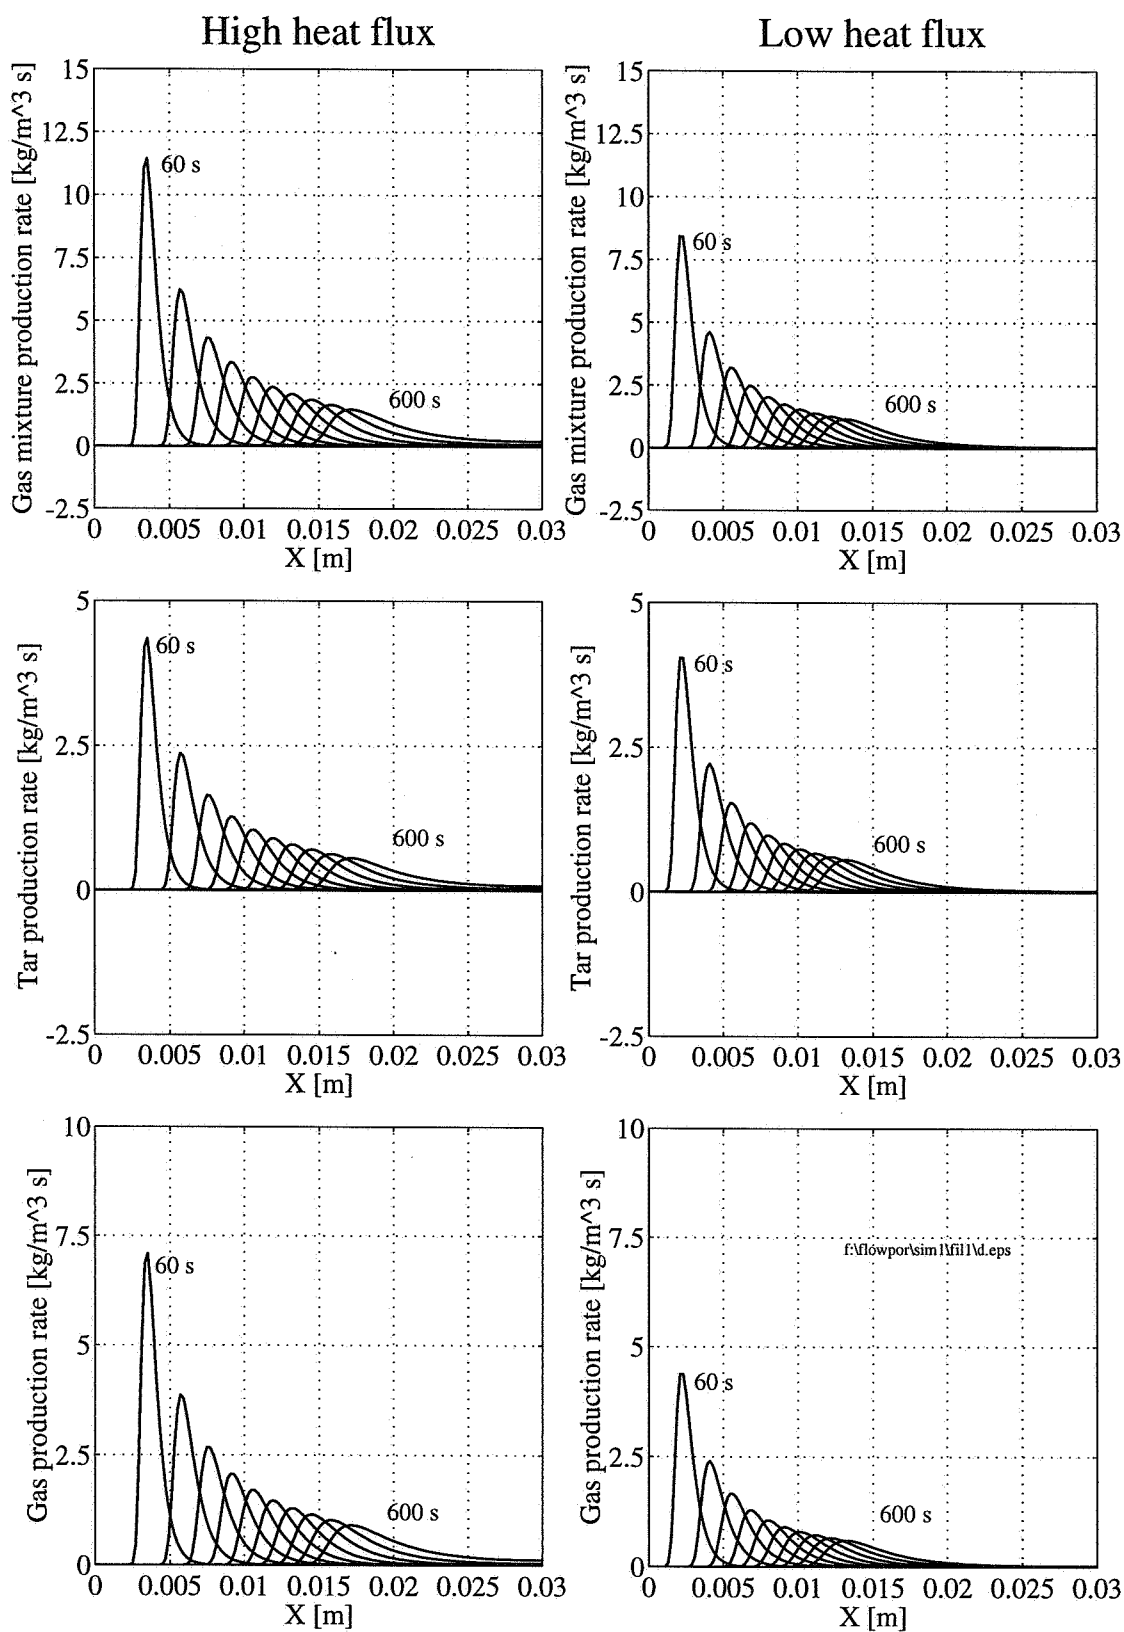 High heat flux
Low heat flux
Gas mixture production rate [kg/m^3 s]
15
12.5
10
7.5
5
2.5
0
-2.5
60 s
600 s
0 0.005 0.01 0.015 0.02 0.025 0.03
X [m]
Gas mixture production rate [kg/m^3 s]
15
12.5
10
7.5
5
2.5
0
-2.5
60 s
600 s
0 0.005 0.01 0.015 0.02 0.025 0.03
X [m]
Tar production rate [kg/m^3 s]
5
2.5
0
-2.5
60 s
600 s
0 0.005 0.01 0.015 0.02 0.025 0.03
X [m]
Tar production rate [kg/m^3 s]
5
2.5
0
-2.5
60 s
600 s
0 0.005 0.01 0.015 0.02 0.025 0.03
X [m]
Gas production rate [kg/m^3 s]
10
7.5
5
2.5
0
60 s
600 s
0 0.005 0.01 0.015 0.02 0.025 0.03
X [m]
Gas production rate [kg/m^3 s]
10
7.5
5
2.5
0
f:\flowpor\sim1\fil1\d.eps
60 s
600 s
0 0.005 0.01 0.015 0.02 0.025 0.03
X [m]